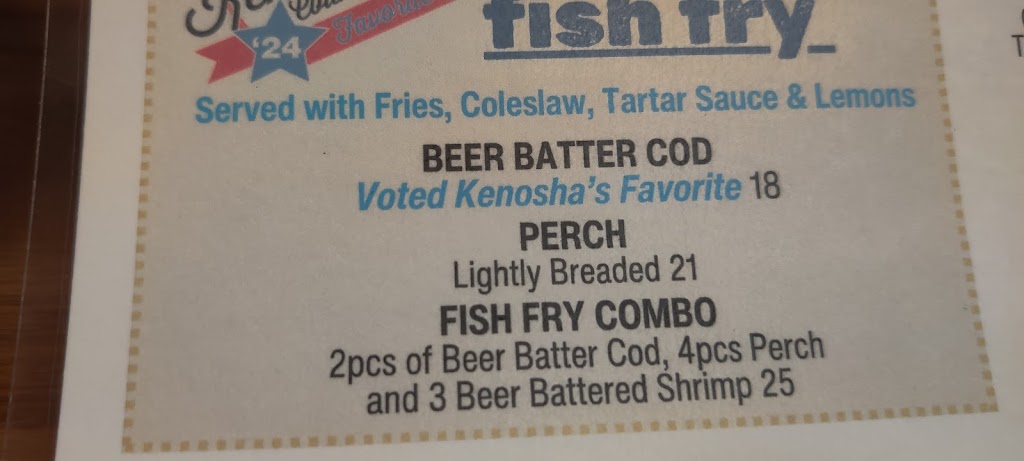 '24
Favorite
fish fry
Served with Fries, Coleslaw, Tartar Sauce & Lemons
BEER BATTER COD
Voted Kenosha's Favorite 18
PERCH
Lightly Breaded 21
FISH FRY COMBO
2pcs of Beer Batter Cod, 4pcs Perch
and 3 Beer Battered Shrimp 25